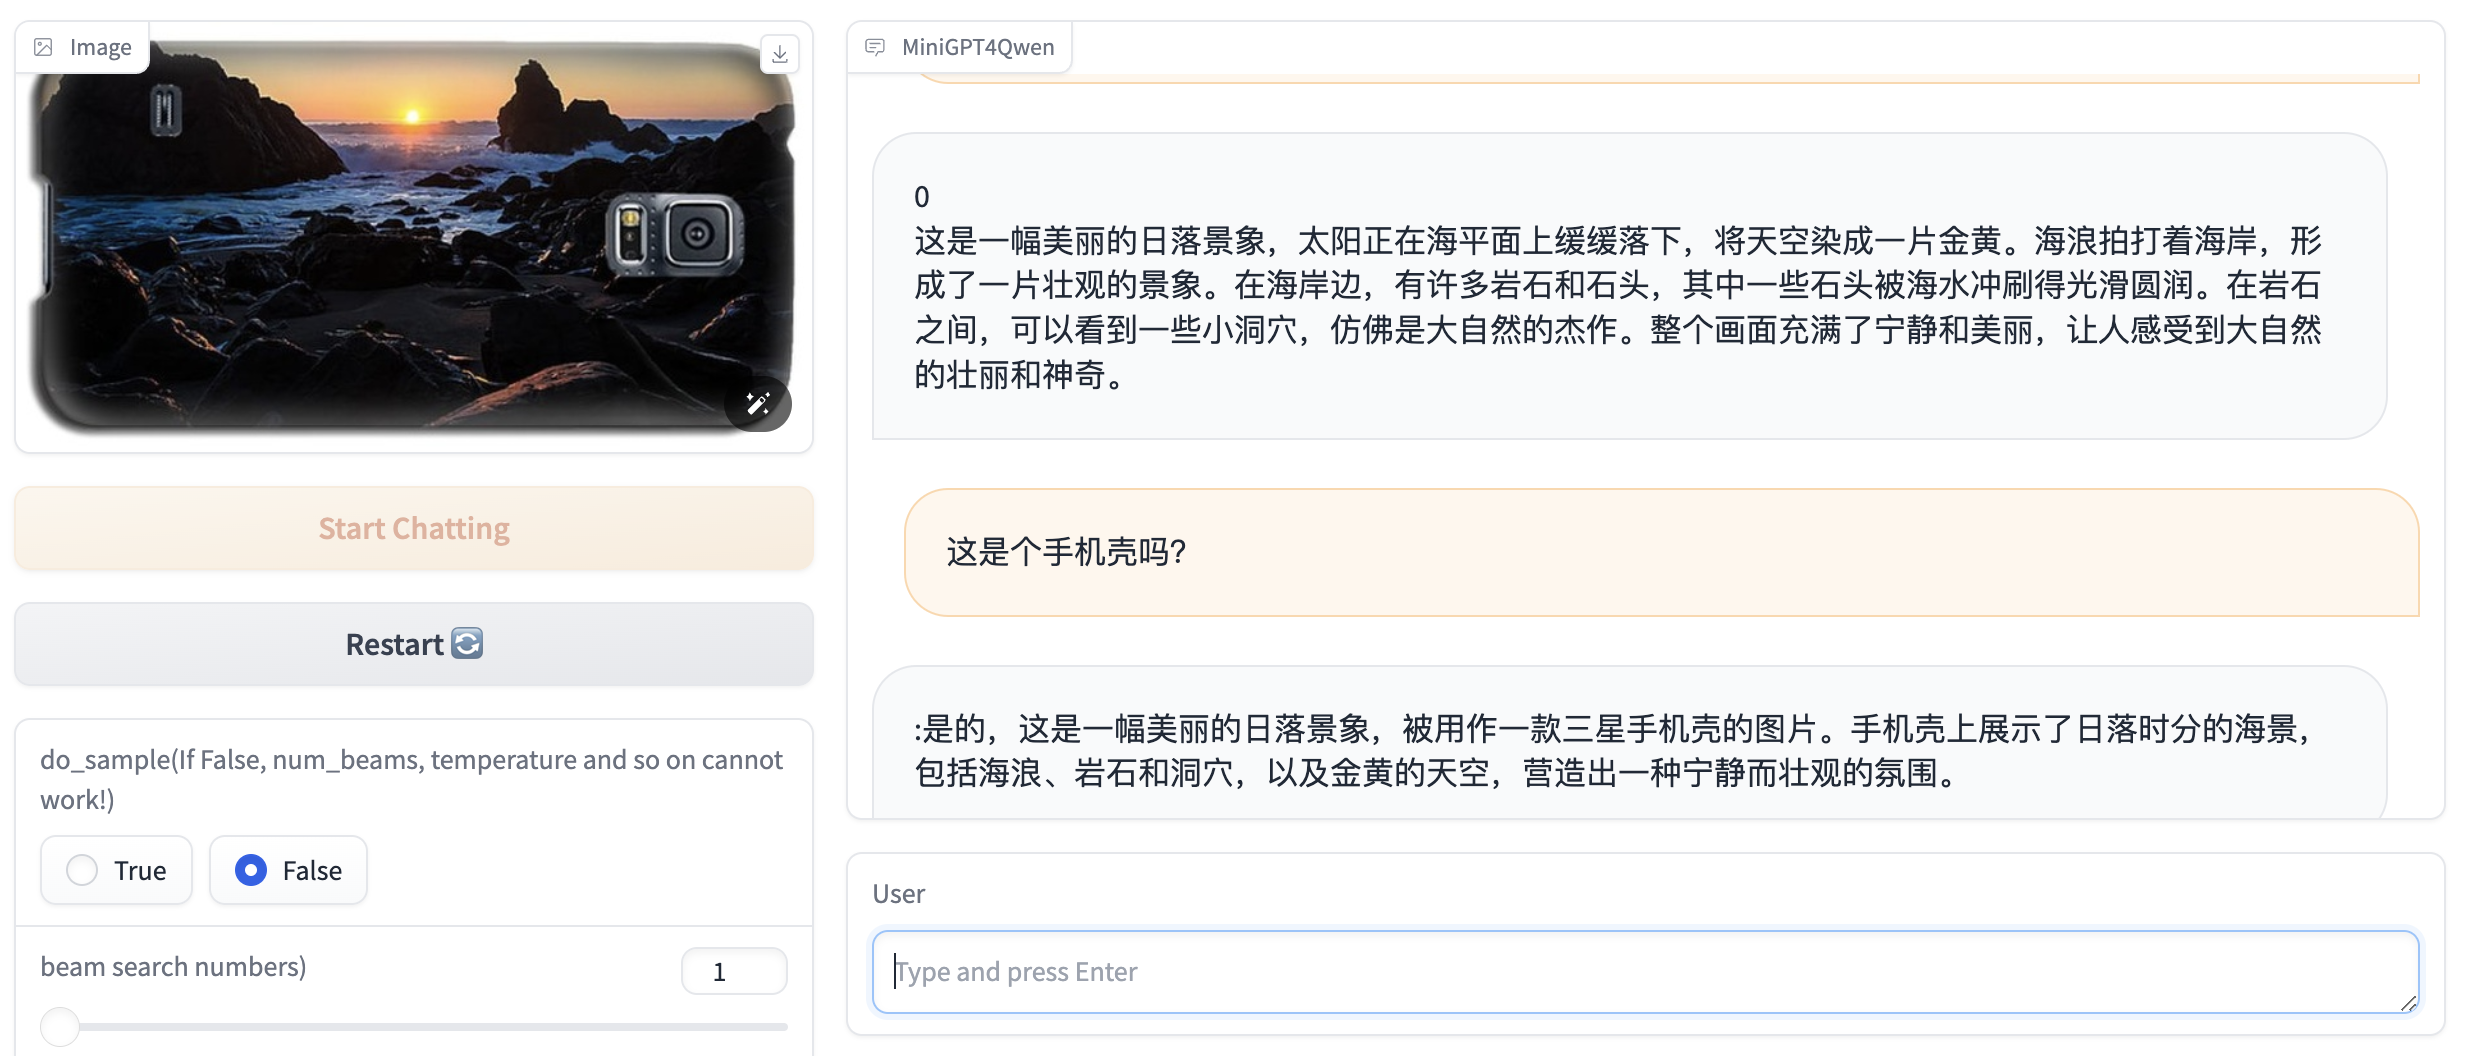 Image
Start Chatting
Restart 🔄
do_sample(If False, num_beams, temperature and so on cannot
work!)
True
False
beam search numbers)
1
MiniGPT4Qwen
0
这是一幅美丽的日落景象，太阳正在海平面上缓缓落下，将天空染成一片金黄。海浪拍打着海岸，形
成了一片壮观的景象。在海岸边，有许多岩石和石头，其中一些石头被海水冲刷得光滑圆润。在岩石
之间，可以看到一些小洞穴，仿佛是大自然的杰作。整个画面充满了宁静和美丽，让人感受到大自然
的壮丽和神奇。
这是个手机壳吗?
:是的，这是一幅美丽的日落景象，被用作一款三星手机壳的图片。手机壳上展示了日落时分的海景，
包括海浪、岩石和洞穴，以及金黄的天空，营造出一种宁静而壮观的氛围。
User
Type and press Enter